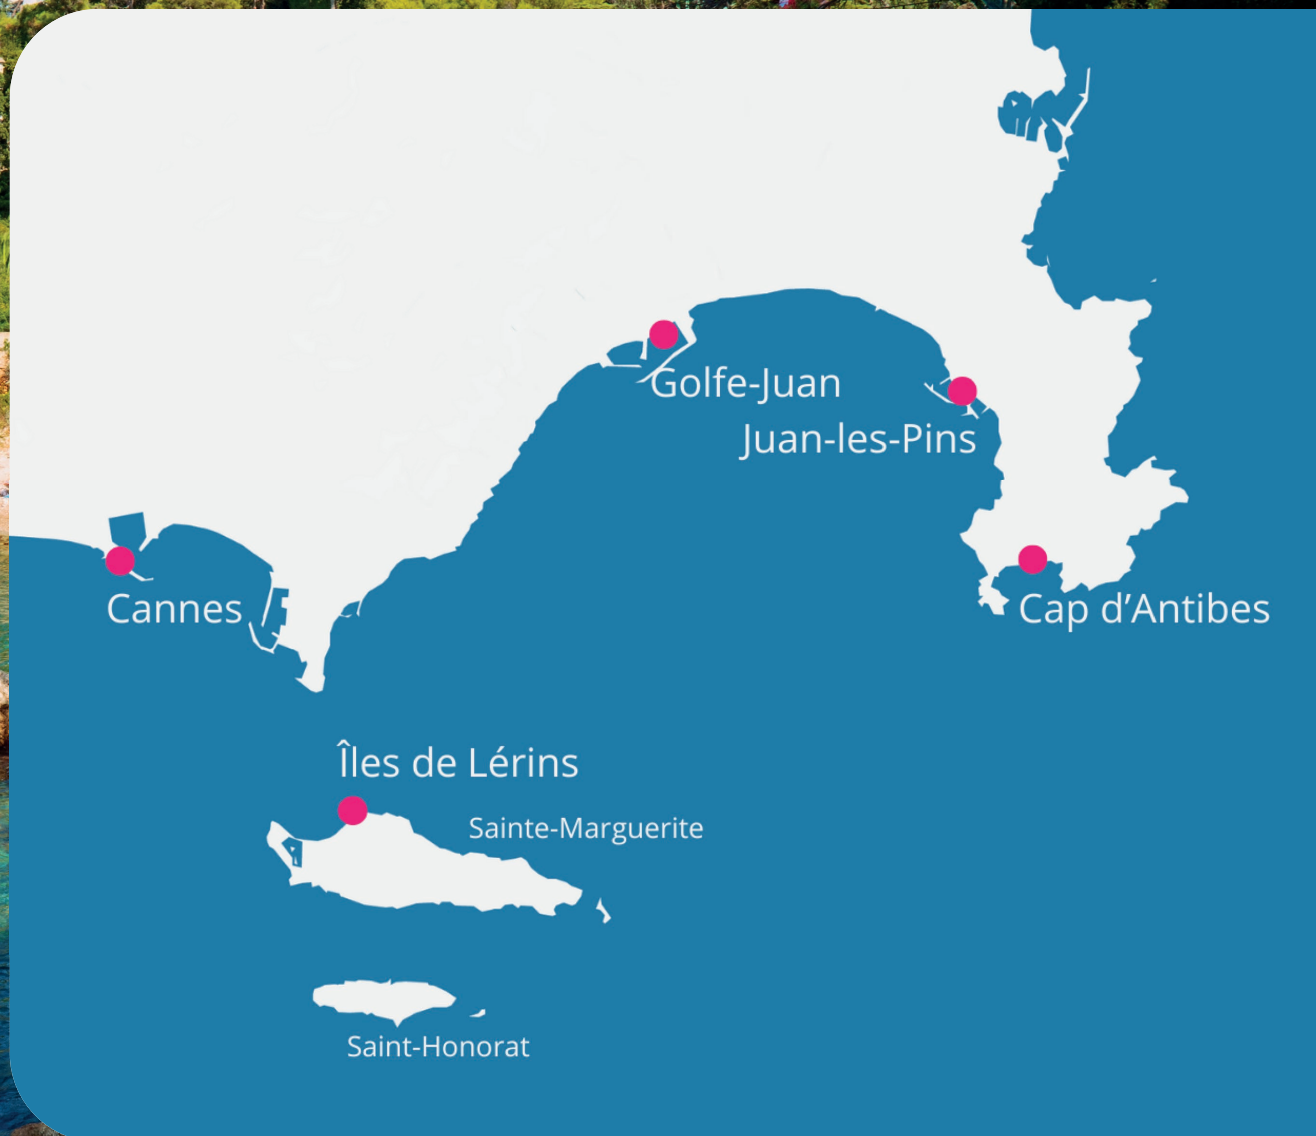 Golfe-Juan
Juan-les-Pins
Cannes
Cap d’Antibes
Îles de Lérins
Sainte-Marguerite
Saint-Honorat